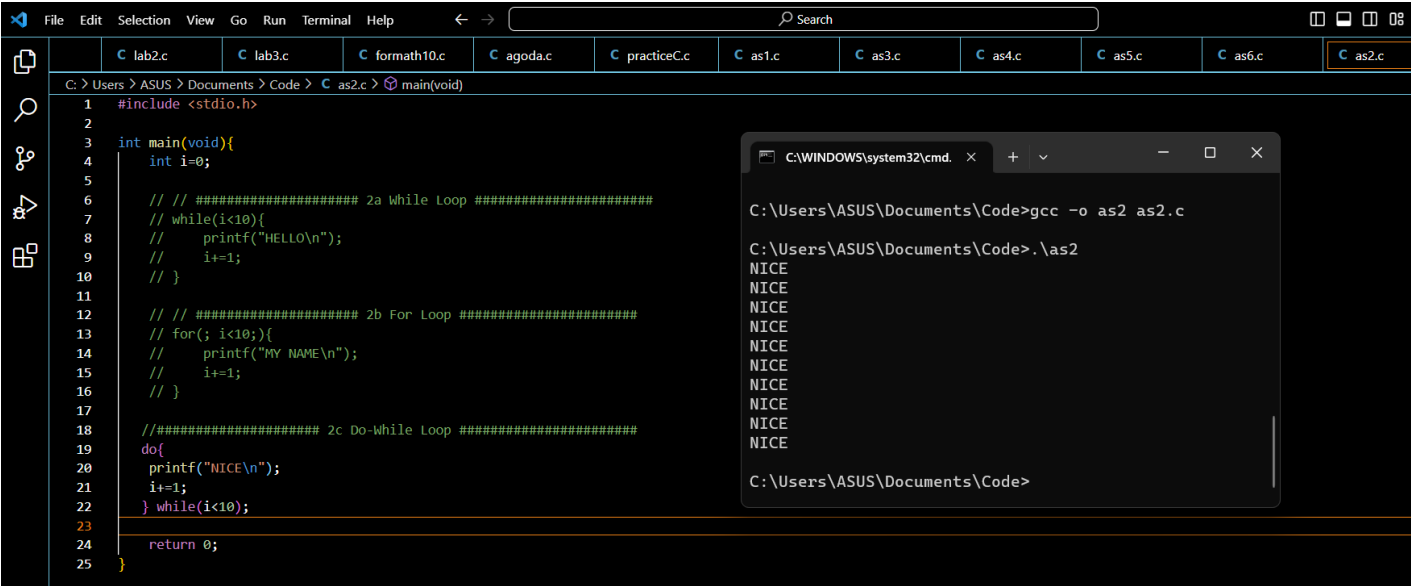 File Edit Selection View Go Run Terminal Help Search
lab2.c lab3.c formath10.c agoda.c practiceC.c as1.c as3.c as4.c as5.c as6.c as2.c
C: > Users > ASUS > Documents > Code > C as2.c > main(void)
1 #include <stdio.h>
2
3 int main(void){
4 int i=0;
5
6 // // ##################### 2a While Loop #######################
7 // while(i<10){
8 // printf("HELLO\n");
9 // i+=1;
10 // }
11
12 // // ##################### 2b For Loop #######################
13 // for(; i<10;){
14 // printf("MY NAME\n");
15 // i+=1;
16 // }
17
18 //##################### 2c Do-While Loop #######################
19 do{
20 printf("NICE\n");
21 i+=1;
22 } while(i<10);
23
24 return 0;
25 }
C:\WINDOWS\system32\cmd.
C:\Users\ASUS\Documents\Code>gcc -o as2 as2.c
C:\Users\ASUS\Documents\Code>.\as2
NICE
NICE
NICE
NICE
NICE
NICE
NICE
NICE
NICE
NICE
C:\Users\ASUS\Documents\Code>